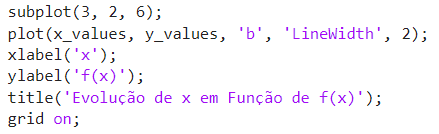 subplot(3, 2, 6);
plot(x_values, y_values, 'b', 'LineWidth', 2);
xlabel('x');
ylabel('f(x)');
title('Evolução de x em Função de f(x)');
grid on;